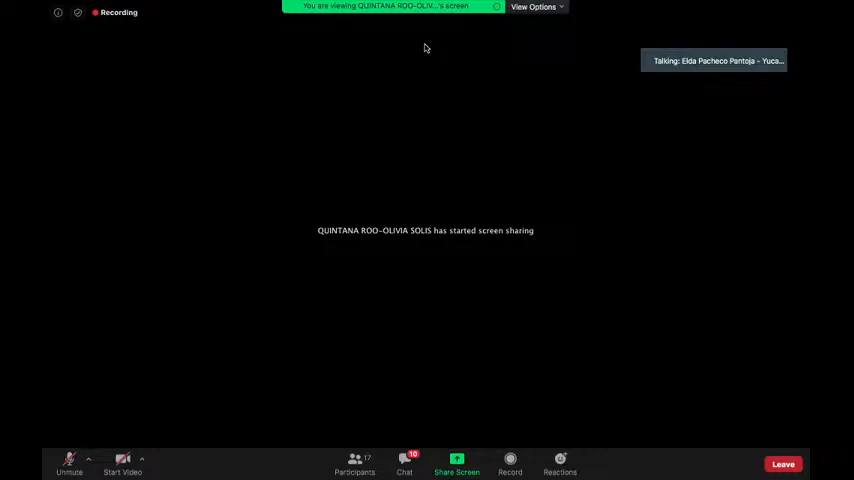 Recording
You are viewing QUINTANA ROO-OLIV...'s screen
View Options
Talking: Elda Pacheco Pantoja - Yuca...
QUINTANA ROO-OLIVIA SOLIS has started screen sharing
Unmute
Start Video
17
Participants
10
Chat
Share Screen
Record
Reactions
Leave